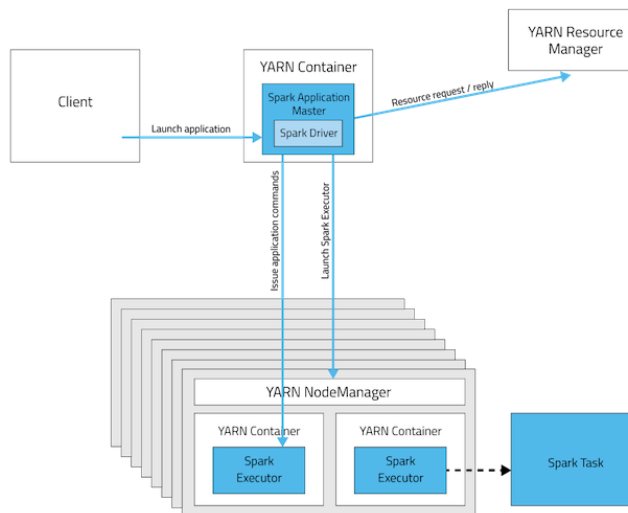 YARN Resource
Manager
YARN Container
Client
Spark Application
Master
Spark Driver
Launch application
Resource request / reply
Issue application commands
Launch Spark Executor
YARN NodeManager
YARN Container
YARN Container
Spark
Executor
Spark
Executor
Spark Task